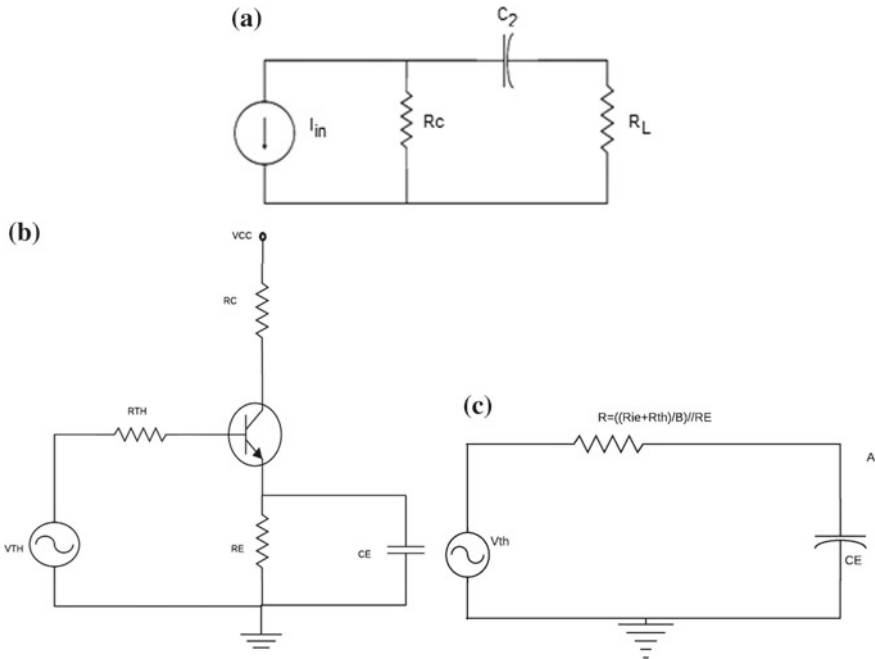 (a)
C2
Iin
Rc
RL
(b)
VCC
RC
RTH
VTH
RE
CE
(c)
R=((Rie+Rth)/B)//RE
A
Vth
CE